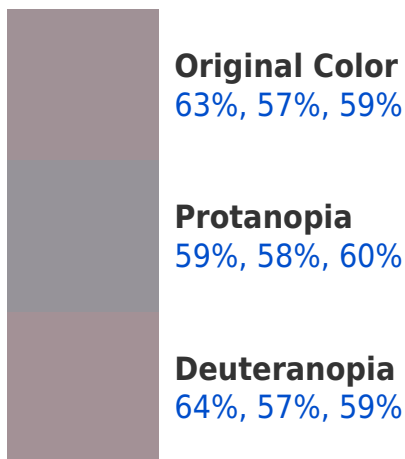 Original Color
63%, 57%, 59%
Protanopia
59%, 58%, 60%
Deuteranopia
64%, 57%, 59%